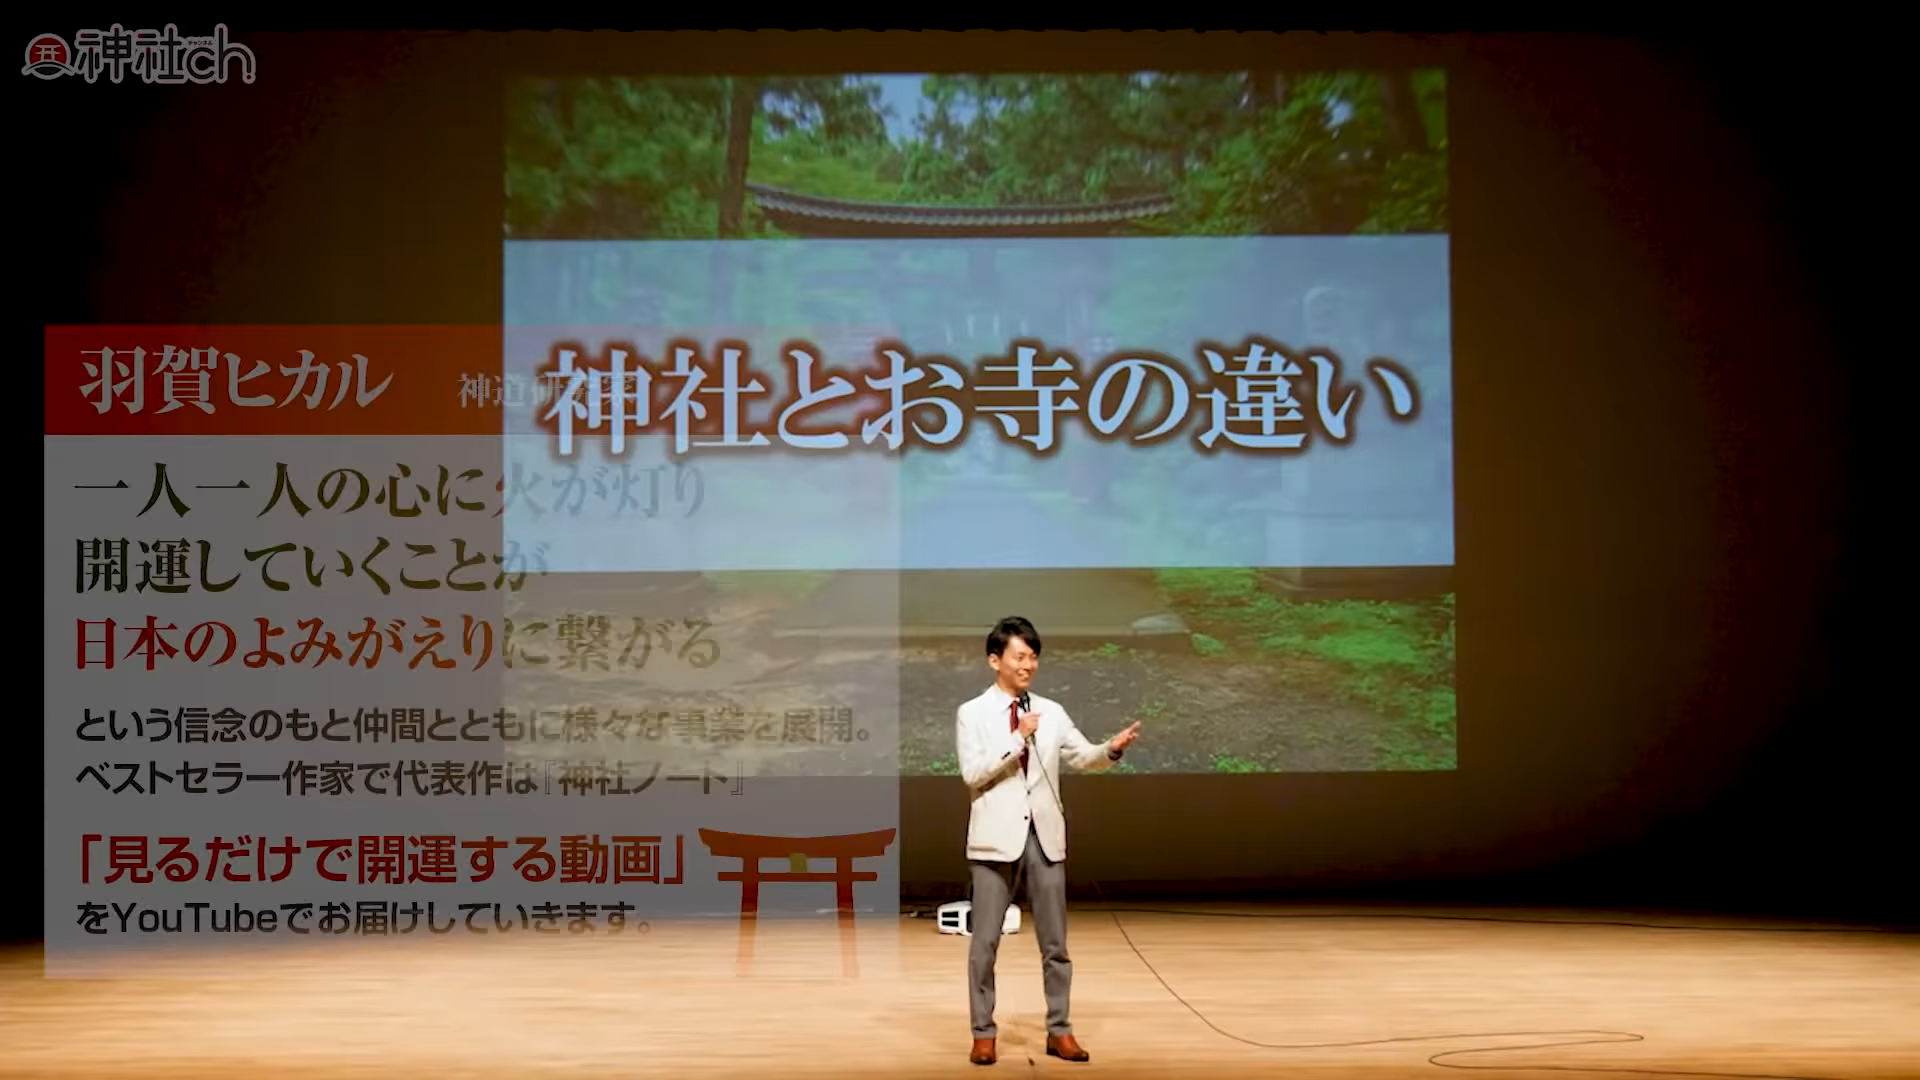 神社ch
チャンネル
神社とお寺の違い
羽賀ヒカル 神道研究家
一人一人の心に火が灯り
開運していくことが
日本のよみがえりに繋がる
という信念のもと仲間とともに様々な事業を展開。
ベストセラー作家で代表作は『神社ノート』
「見るだけで開運する動画」
をYouTubeでお届けしていきます。